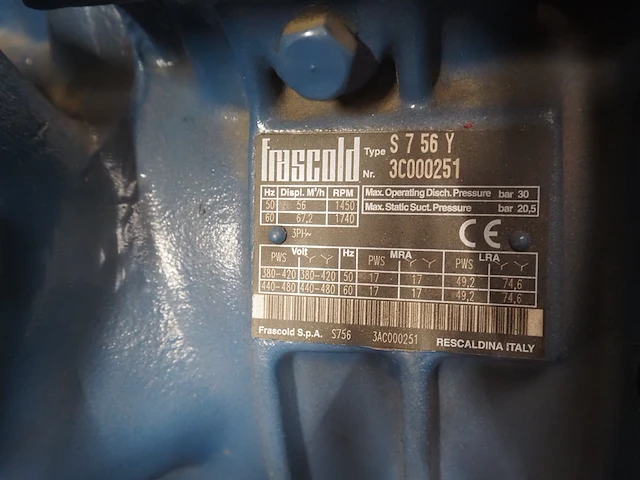 frascold Type S 7 56 Y
Nr. 3C000251
Hz Displ. M³/h RPM
50 56 1450
60 67,2 1740
Max. Operating Disch. Pressure bar 30
Max. Static Suct. Pressure bar 20,5
3PH~
CE
Volt Hz MRA LRA
PWS PWS PWS
380-420 380-420 50 17 17 49,2 74,6
440-480 440-480 60 17 17 49,2 74,6
Frascold S.p.A. S756 3AC000251 RESCALDINA ITALY